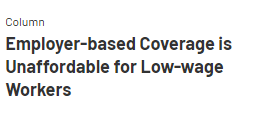 Column
Employer-based Coverage is
Unaffordable for Low-wage
Workers